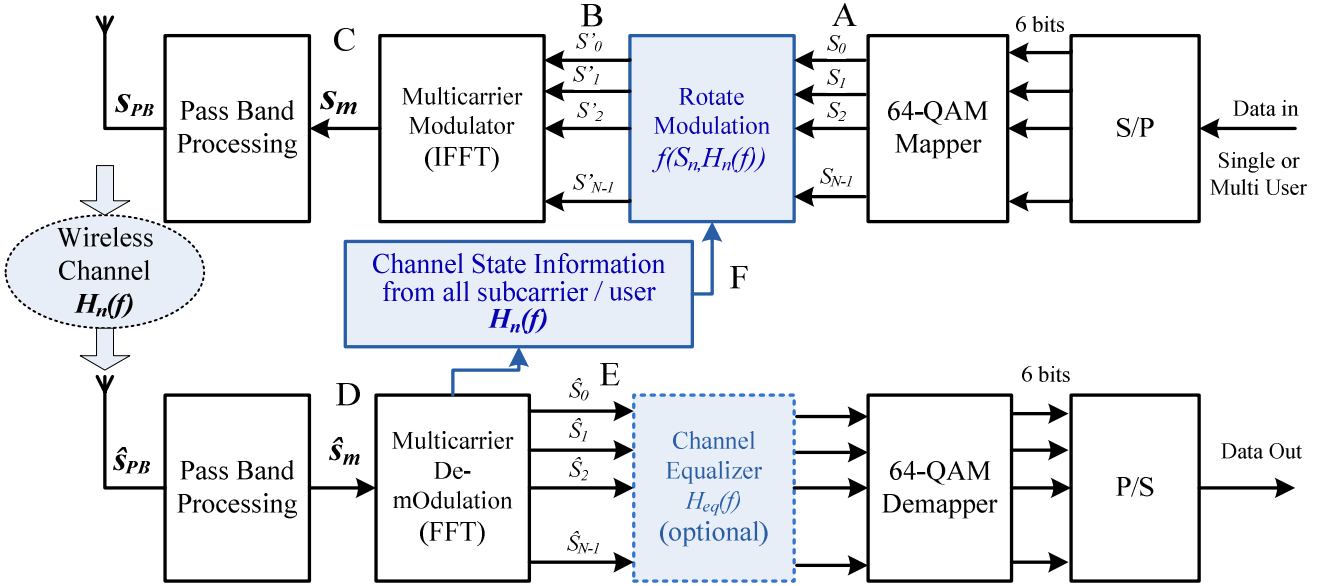 A
B
C
6 bits
S'0
S'1
S'2
S'N-1
S0
S1
S2
SN-1
sPB
Pass Band
Processing
sm
Multicarrier
Modulator
(IFFT)
Rotate
Modulation
f(Sn,Hn(f))
64-QAM
Mapper
S/P
Data in
Single or
Multi User
Wireless
Channel
Hn(f)
Channel State Information
from all subcarrier / user
Hn(f)
F
D
E
6 bits
ŝPB
Pass Band
Processing
ŝm
Multicarrier
De-
mOdulation
(FFT)
Ŝ0
Ŝ1
Ŝ2
ŜN-1
Channel
Equalizer
Heq(f)
(optional)
64-QAM
Demapper
P/S
Data Out